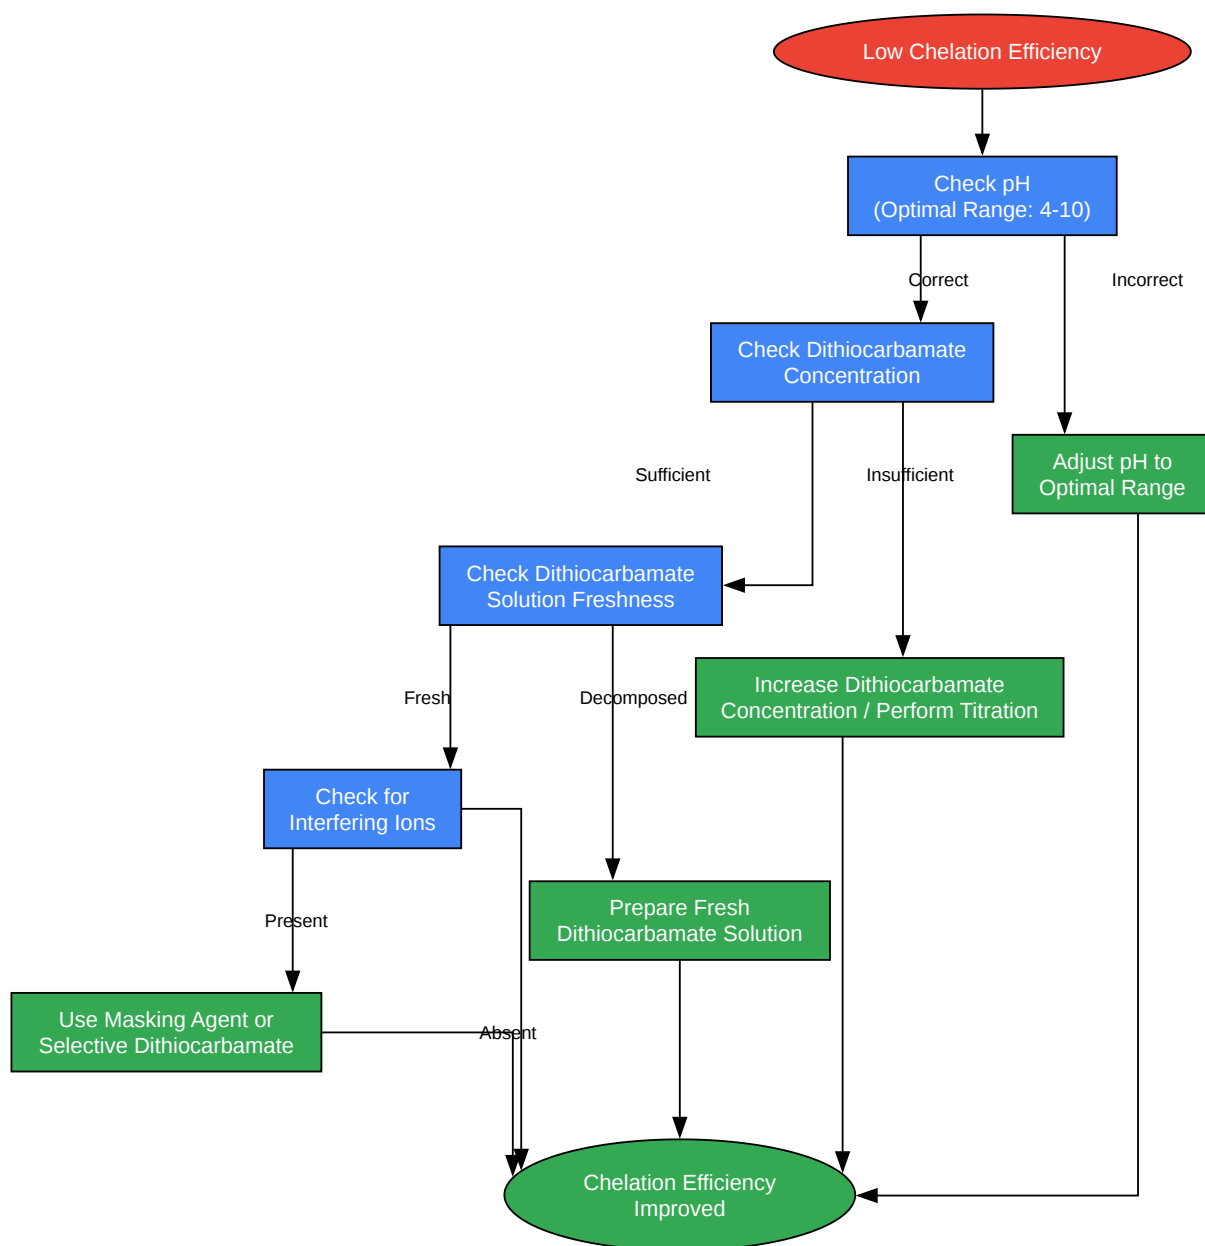 Low Chelation Efficiency
Check pH
(Optimal Range: 4-10)
Correct
Incorrect
Check Dithiocarbamate
Concentration
Adjust pH to
Optimal Range
Sufficient
Insufficient
Check Dithiocarbamate
Solution Freshness
Increase Dithiocarbamate
Concentration / Perform Titration
Fresh
Decomposed
Check for
Interfering Ions
Prepare Fresh
Dithiocarbamate Solution
Present
Use Masking Agent or
Selective Dithiocarbamate
Absent
Chelation Efficiency
Improved